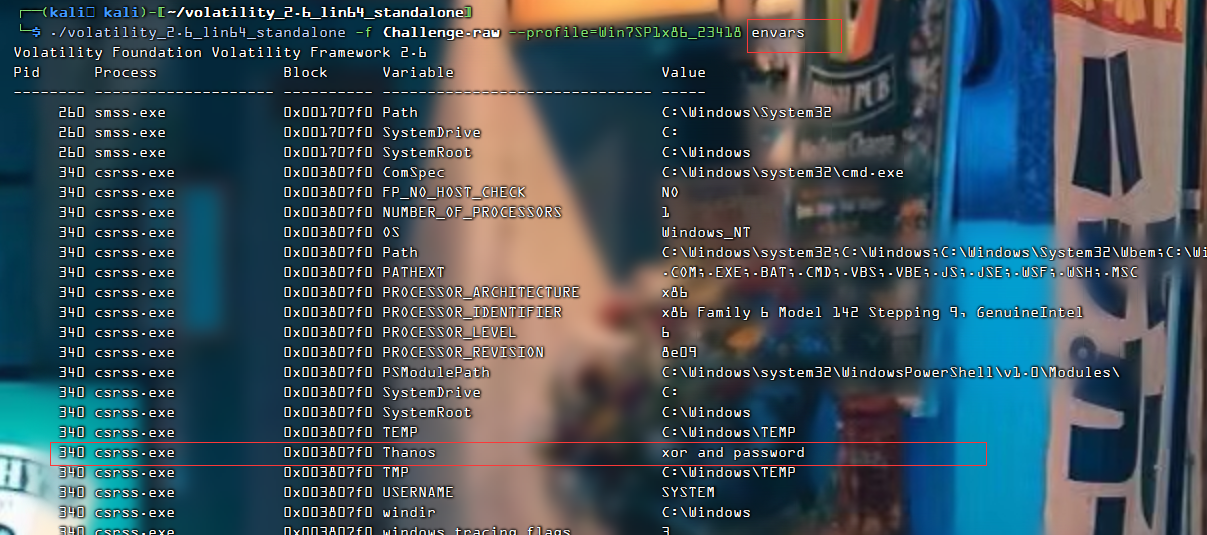 (kali㉿kali)-[~/volatility_2.6_lin64_standalone]
$ ./volatility_2.6_lin64_standalone -f Challenge.raw --profile=Win7SP1x86_23418 envars
Volatility Foundation Volatility Framework 2.6
Pid Process Block Variable Value
-------- -------------------- ---------- ------------------------------ -----
260 smss.exe 0x001707f0 Path C:\Windows\System32
260 smss.exe 0x001707f0 SystemDrive C:
260 smss.exe 0x001707f0 SystemRoot C:\Windows
340 csrss.exe 0x003807f0 ComSpec C:\Windows\system32\cmd.exe
340 csrss.exe 0x003807f0 FP_NO_HOST_CHECK NO
340 csrss.exe 0x003807f0 NUMBER_OF_PROCESSORS 1
340 csrss.exe 0x003807f0 OS Windows_NT
340 csrss.exe 0x003807f0 Path C:\Windows\system32;C:\Windows;C:\Windows\System32\Wbem;C:\Wi
340 csrss.exe 0x003807f0 PATHEXT .COM;.EXE;.BAT;.CMD;.VBS;.VBE;.JS;.JSE;.WSF;.WSH;.MSC
340 csrss.exe 0x003807f0 PROCESSOR_ARCHITECTURE x86
340 csrss.exe 0x003807f0 PROCESSOR_IDENTIFIER x86 Family 6 Model 142 Stepping 9, GenuineIntel
340 csrss.exe 0x003807f0 PROCESSOR_LEVEL 6
340 csrss.exe 0x003807f0 PROCESSOR_REVISION 8e09
340 csrss.exe 0x003807f0 PSModulePath C:\Windows\system32\WindowsPowerShell\v1.0\Modules\
340 csrss.exe 0x003807f0 SystemDrive C:
340 csrss.exe 0x003807f0 SystemRoot C:\Windows
340 csrss.exe 0x003807f0 TEMP C:\Windows\TEMP
340 csrss.exe 0x003807f0 Thanos xor and password
340 csrss.exe 0x003807f0 TMP C:\Windows\TEMP
340 csrss.exe 0x003807f0 USERNAME SYSTEM
340 csrss.exe 0x003807f0 windir C:\Windows
340 csrss.exe 0x003807f0 windows_tracing_flags 3